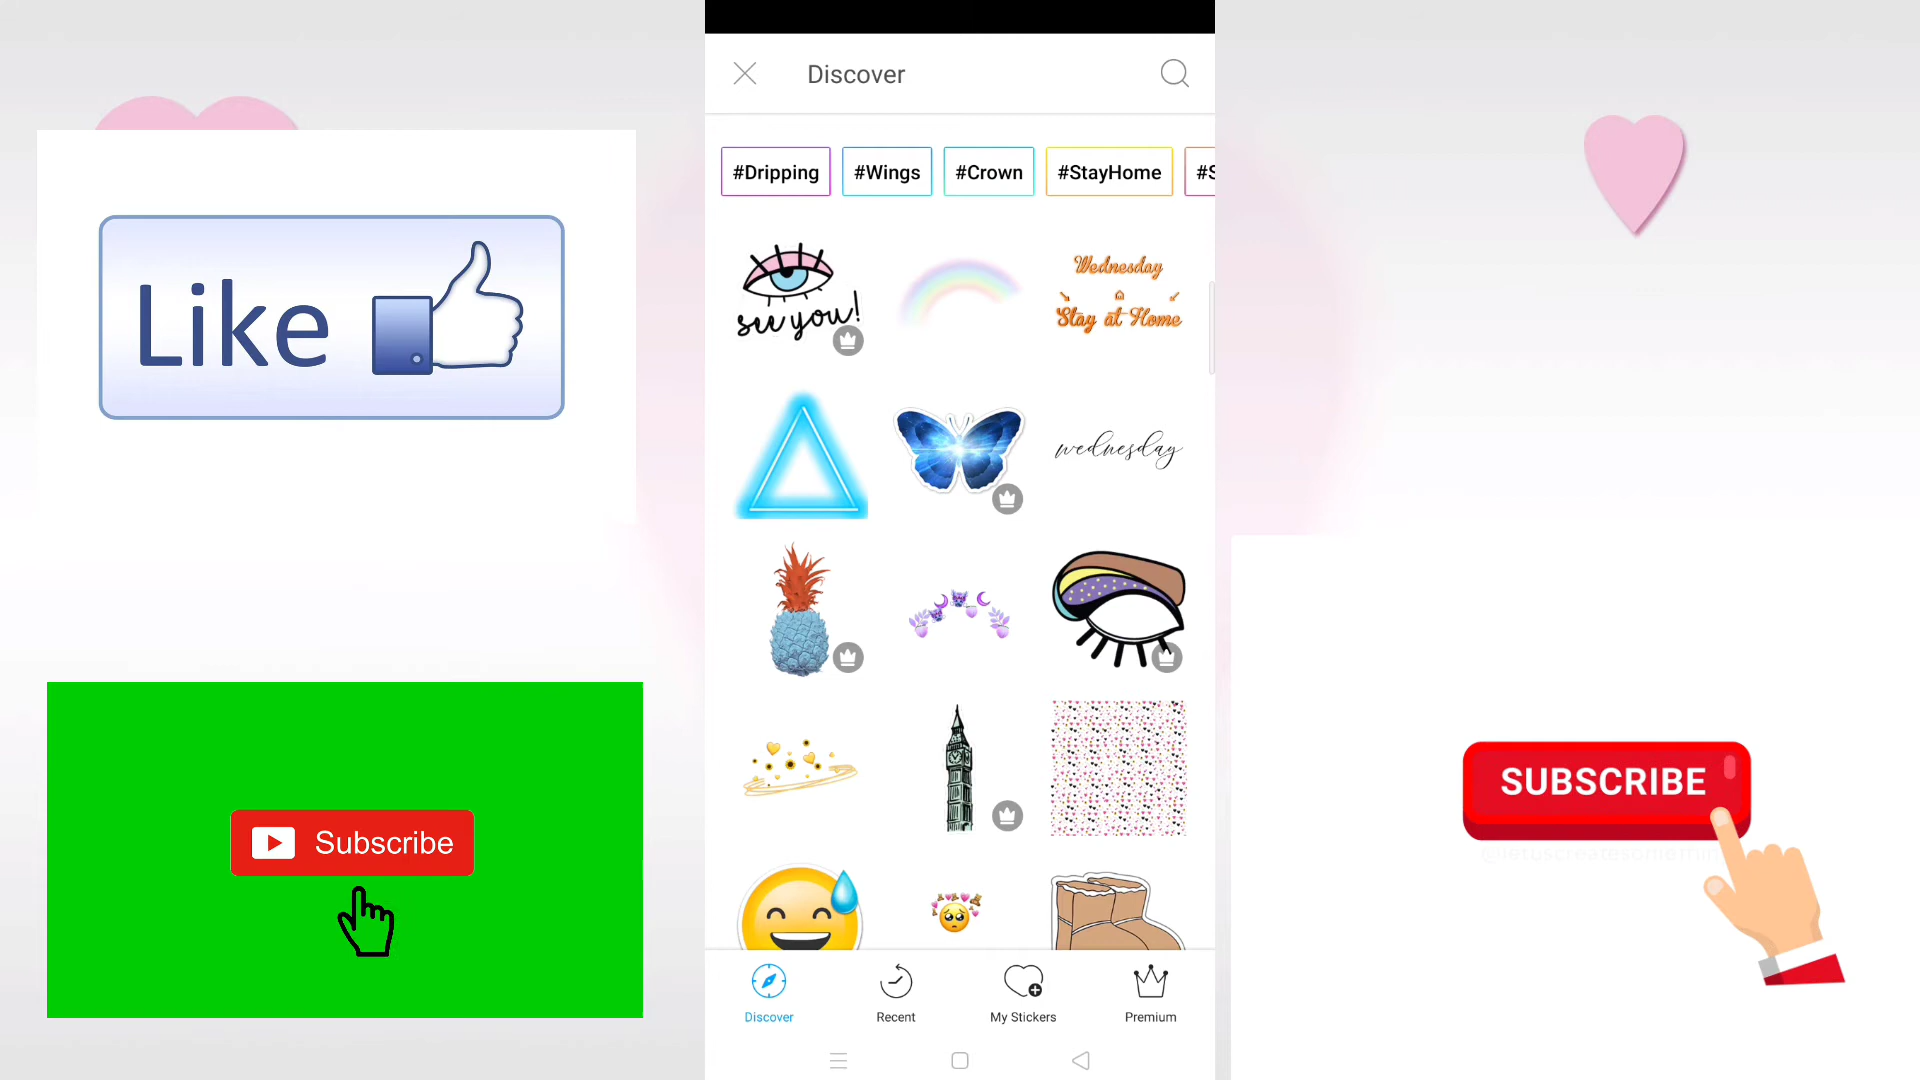 Discover
#Dripping
#Wings
#Crown
#StayHome
Like
see you!
Wednesday
Stay at Home
wednesday
SUBSCRIBE
Subscribe
Discover
Recent
My Stickers
Premium